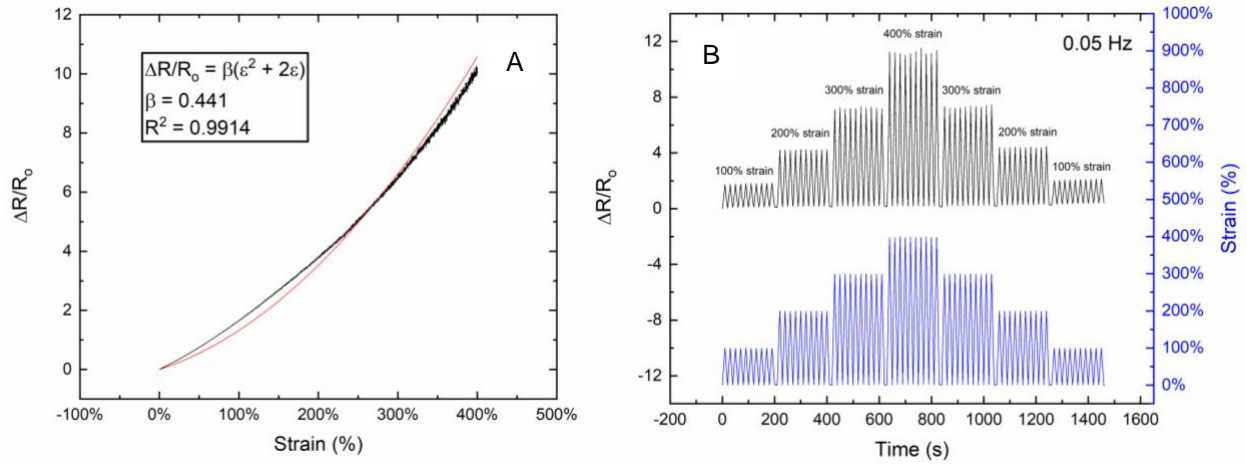 A
ΔR/Rₒ = β(ε² + 2ε)
β = 0.441
R² = 0.9914
12
10
8
6
4
2
0
ΔR/Rₒ
-100%
0%
100%
200%
300%
400%
500%
Strain (%)
B
0.05 Hz
400% strain
300% strain
300% strain
200% strain
200% strain
100% strain
100% strain
12
8
4
0
-4
-8
-12
ΔR/Rₒ
1000%
900%
800%
700%
600%
500%
400%
300%
200%
100%
0%
Strain (%)
-200
0
200
400
600
800
1000
1200
1400
1600
Time (s)